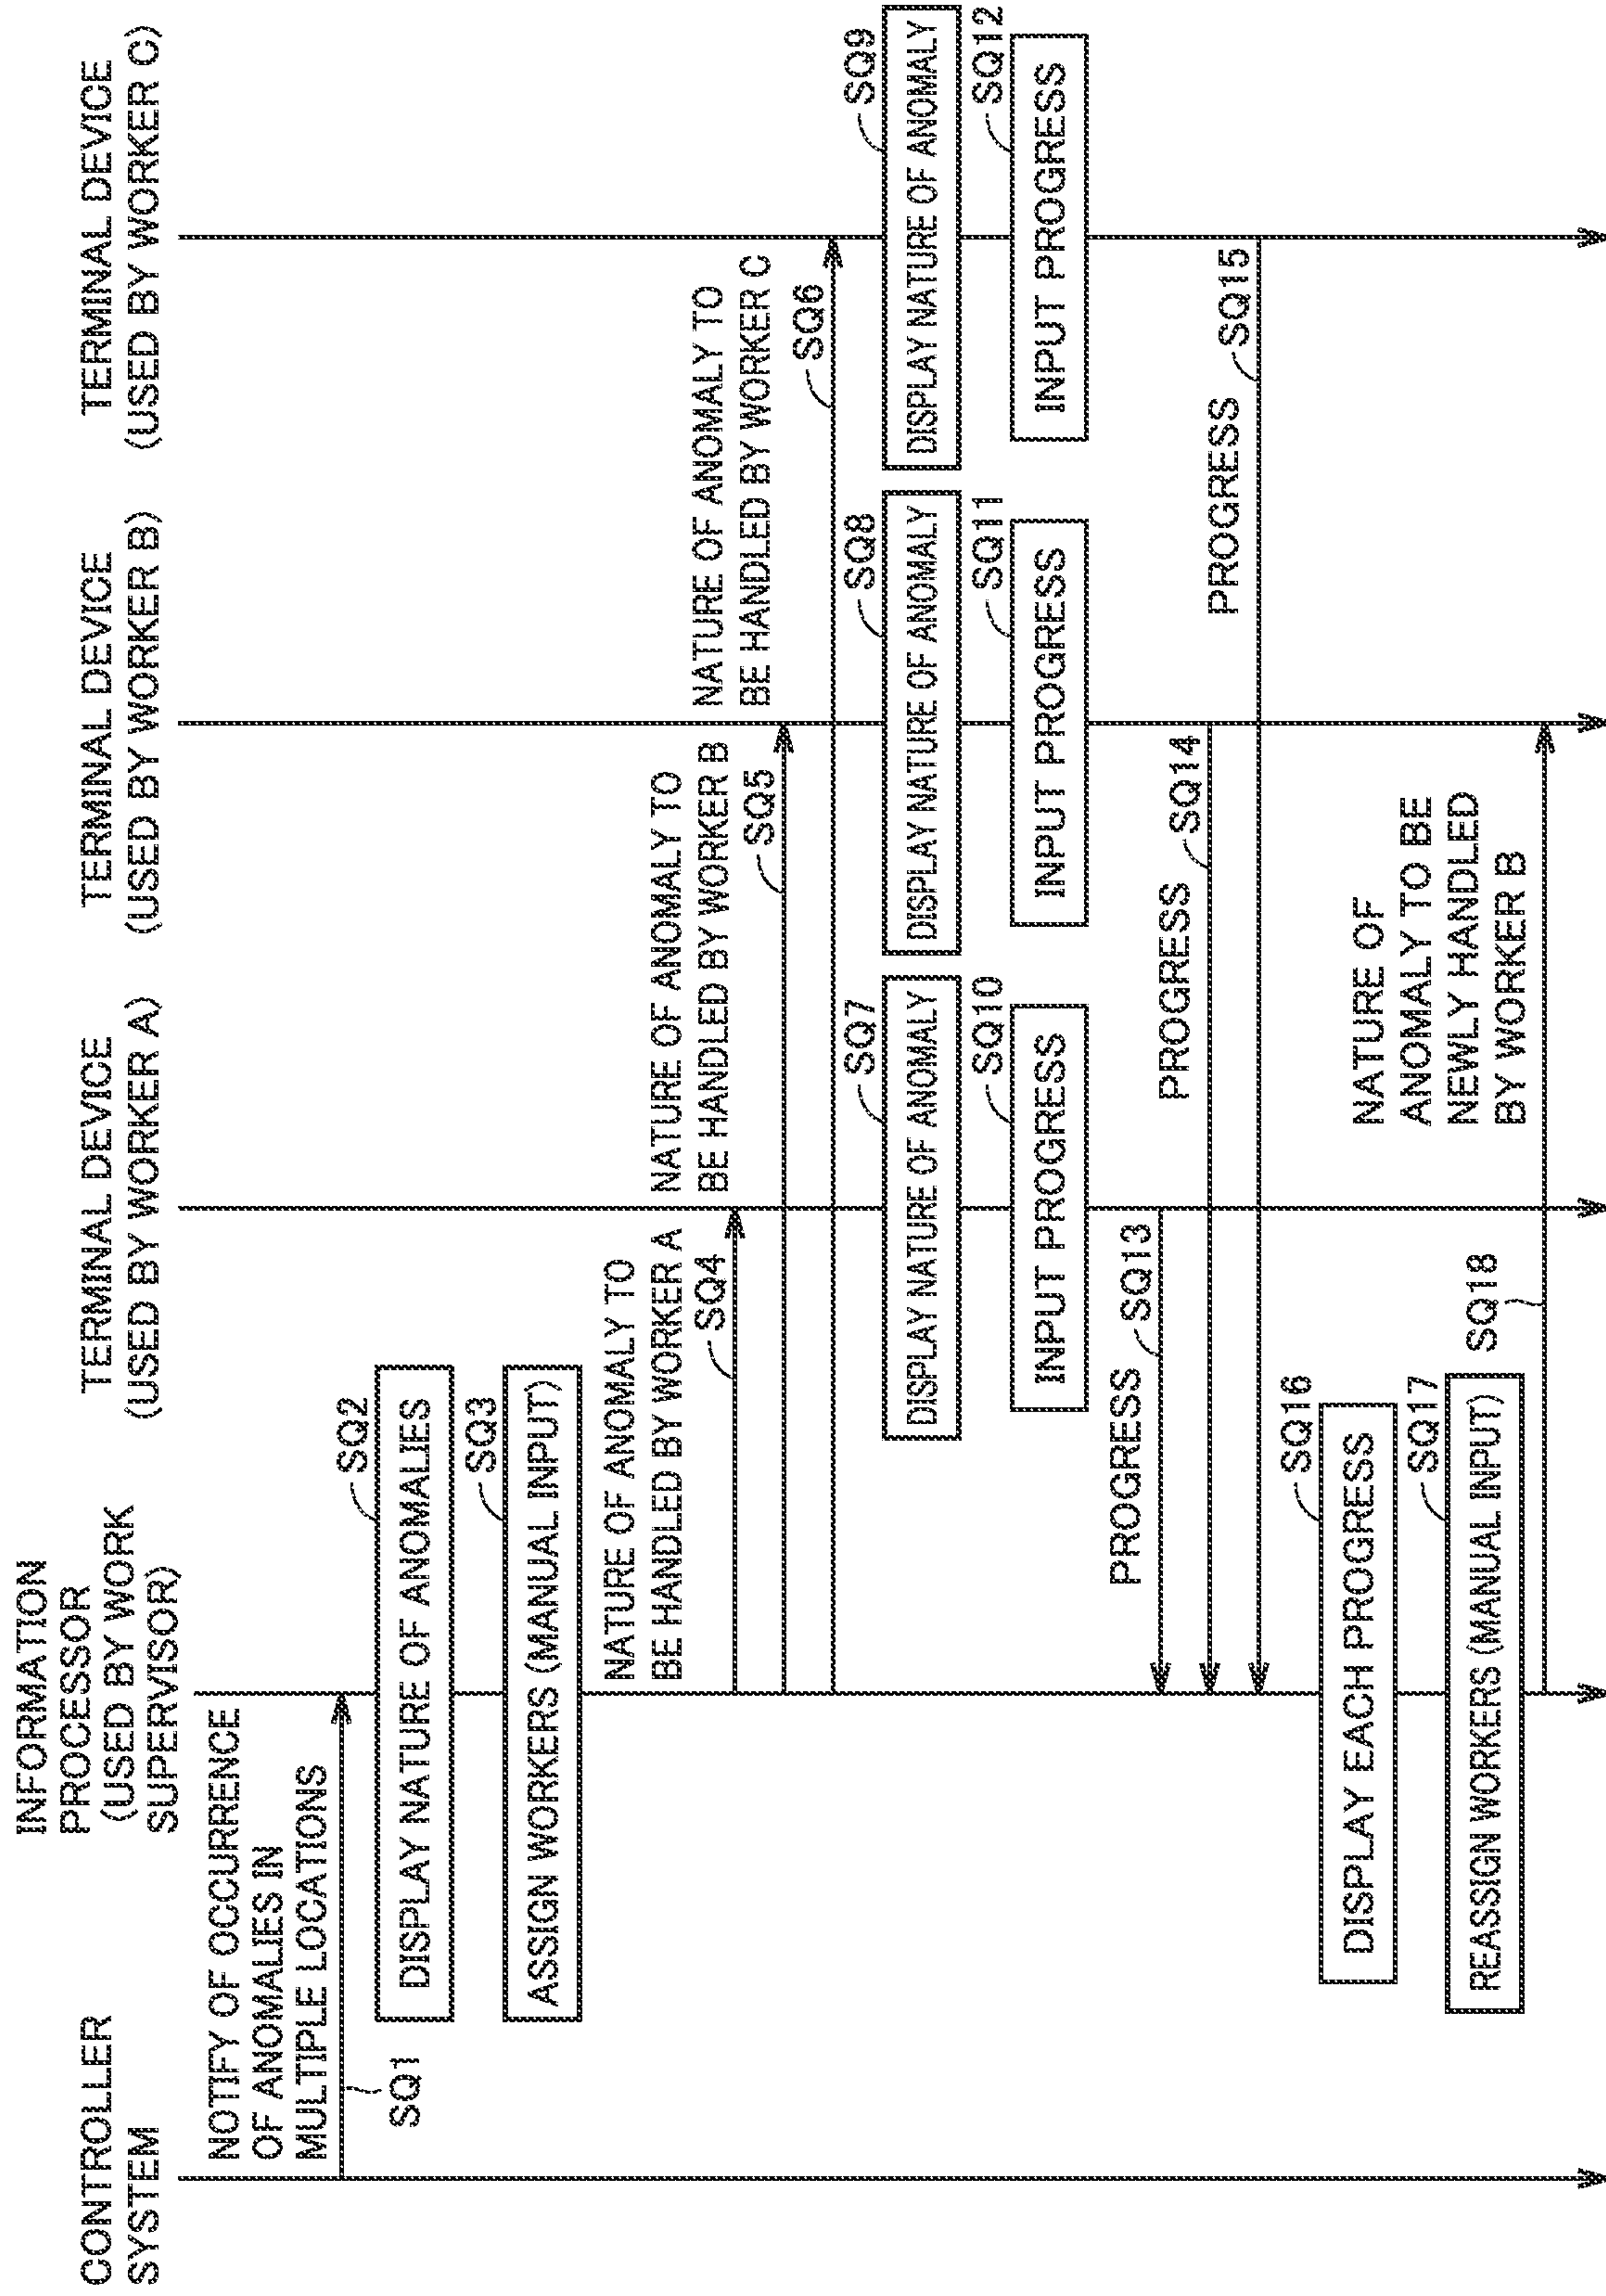 CONTROLLER
SYSTEM
INFORMATION
PROCESSOR
(USED BY WORK
SUPERVISOR)
TERMINAL DEVICE
(USED BY WORKER A)
TERMINAL DEVICE
(USED BY WORKER B)
TERMINAL DEVICE
(USED BY WORKER C)
NOTIFY OF OCCURRENCE
OF ANOMALIES IN
MULTIPLE LOCATIONS
SQ1
SQ2
DISPLAY NATURE OF ANOMALIES
SQ3
ASSIGN WORKERS (MANUAL INPUT)
NATURE OF ANOMALY TO
BE HANDLED BY WORKER A
SQ4
NATURE OF ANOMALY TO
BE HANDLED BY WORKER B
SQ5
NATURE OF ANOMALY TO
BE HANDLED BY WORKER C
SQ6
SQ7
DISPLAY NATURE OF ANOMALY
SQ8
DISPLAY NATURE OF ANOMALY
SQ9
DISPLAY NATURE OF ANOMALY
SQ10
INPUT PROGRESS
SQ11
INPUT PROGRESS
SQ12
INPUT PROGRESS
PROGRESS
SQ13
PROGRESS
SQ14
PROGRESS
SQ15
SQ16
DISPLAY EACH PROGRESS
SQ17
REASSIGN WORKERS (MANUAL INPUT)
SQ18
NATURE OF
ANOMALY TO BE
NEWLY HANDLED
BY WORKER B